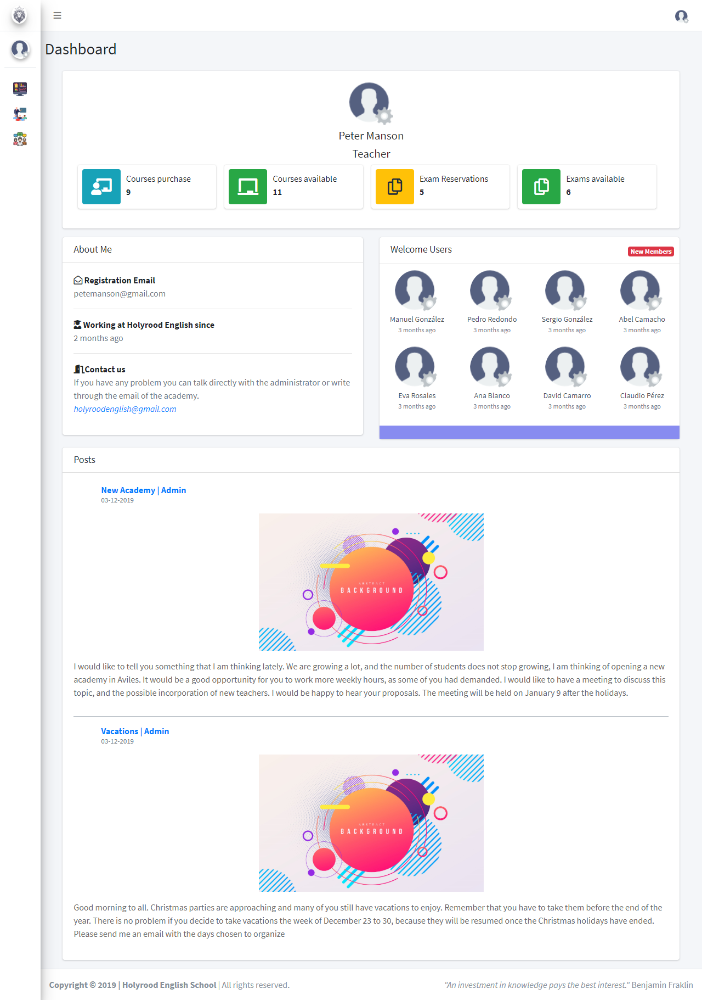 Dashboard
Peter Manson
Teacher
Courses purchase
9
Courses available
11
Exam Reservations
5
Exams available
6
About Me
Registration Email
petemanson@gmail.com
Working at Holyrood English since
2 months ago
Contact us
If you have any problem you can talk directly with the administrator or write
through the email of the academy.
holyroodenglish@gmail.com
Welcome Users
New Members
Manuel González
3 months ago
Pedro Redondo
3 months ago
Sergio González
3 months ago
Abel Camacho
3 months ago
Eva Rosales
3 months ago
Ana Blanco
3 months ago
David Camarro
3 months ago
Claudio Pérez
3 months ago
Posts
New Academy | Admin
03-12-2019
ABSTRACT
BACKGROUND
I would like to tell you something that I am thinking lately. We are growing a lot, and the number of students does not stop growing, I am thinking of opening a new
academy in Aviles. It would be a good opportunity for you to work more weekly hours, as some of you had demanded. I would like to have a meeting to discuss this
topic, and the possible incorporation of new teachers. I would be happy to hear your proposals. The meeting will be held on January 9 after the holidays.
Vacations | Admin
03-12-2019
ABSTRACT
BACKGROUND
Good morning to all. Christmas parties are approaching and many of you still have vacations to enjoy. Remember that you have to take them before the end of the
year. There is no problem if you decide to take vacations the week of December 23 to 30, because they will be resumed once the Christmas holidays have ended.
Please send me an email with the days chosen to organize
Copyright © 2019 | Holyrood English School | All rights reserved.
"An investment in knowledge pays the best interest." Benjamin Fraklin